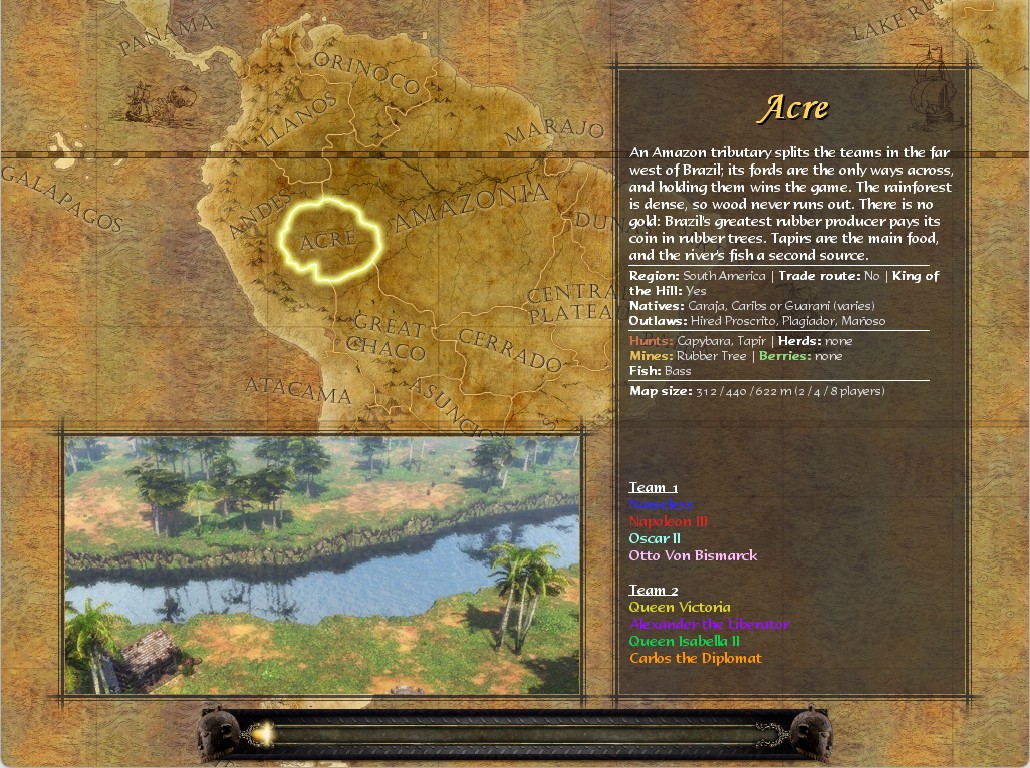 PANAMA
LAKE
ORINOCO
LLANOS
MARAJO
GALAPAGOS
ANDES
AMAZONIA
ACRE
DUN
CENTRAL
PLATEAU
GREAT
CHACO
CERRADO
ATACAMA
ASUNCION
Acre
An Amazon tributary splits the teams in the far
west of Brazil; its fords are the only ways across,
and holding them wins the game. The rainforest
is dense, so wood never runs out. There is no
gold: Brazil's greatest rubber producer pays its
coin in rubber trees. Tapirs are the main food,
and the river's fish a second source.
Region: South America | Trade route: No | King of
the Hill: Yes
Natives: Caraja, Caribs or Guarani (varies)
Outlaws: Hired Proscrito, Plagiador, Mañoso
Hunts: Capybara, Tapir | Herds: none
Mines: Rubber Tree | Berries: none
Fish: Bass
Map size: 312 / 440 / 622 m (2 / 4 / 8 players)
Team 1
Napoleon III
Oscar II
Otto Von Bismarck
Team 2
Queen Victoria
Alexander the Liberator
Queen Isabella II
Carlos the Diplomat